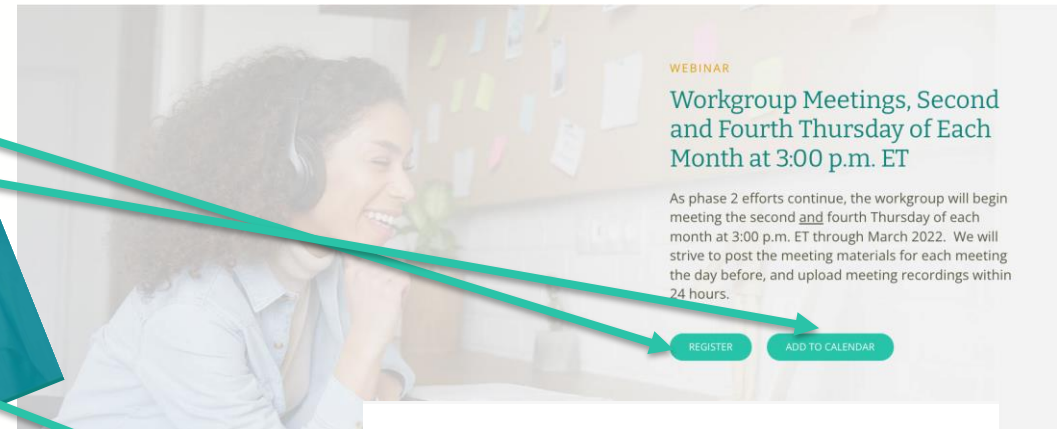 WEBINAR
Workgroup Meetings, Second
and Fourth Thursday of Each
Month at 3:00 p.m. ET
As phase 2 efforts continue, the workgroup will begin
meeting the second and fourth Thursday of each
month at 3:00 p.m. ET through March 2022. We will
strive to post the meeting materials for each meeting
the day before, and upload meeting recordings within
24 hours.
REGISTER
ADD TO CALENDAR